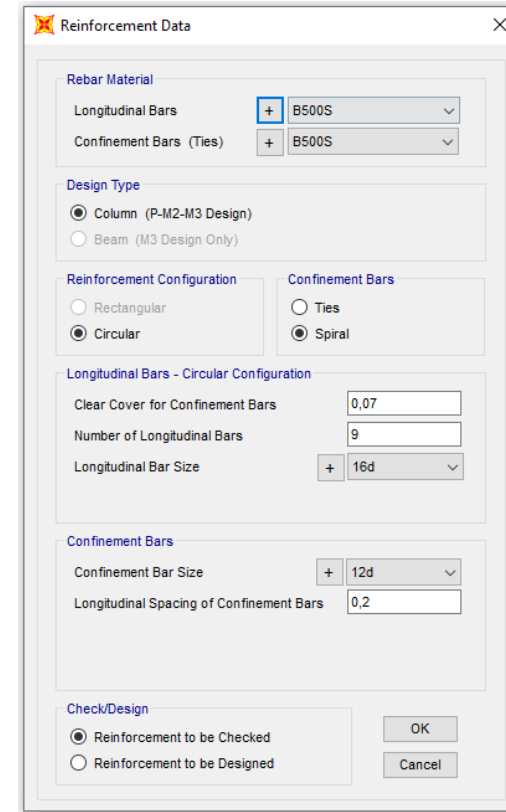 Reinforcement Data
Rebar Material
Longitudinal Bars + B500S
Confinement Bars (Ties) + B500S
Design Type
Column (P-M2-M3 Design)
Beam (M3 Design Only)
Reinforcement Configuration
Rectangular
Circular
Confinement Bars
Ties
Spiral
Longitudinal Bars - Circular Configuration
Clear Cover for Confinement Bars 0,07
Number of Longitudinal Bars 9
Longitudinal Bar Size + 16d
Confinement Bars
Confinement Bar Size + 12d
Longitudinal Spacing of Confinement Bars 0,2
Check/Design
Reinforcement to be Checked
Reinforcement to be Designed
OK
Cancel